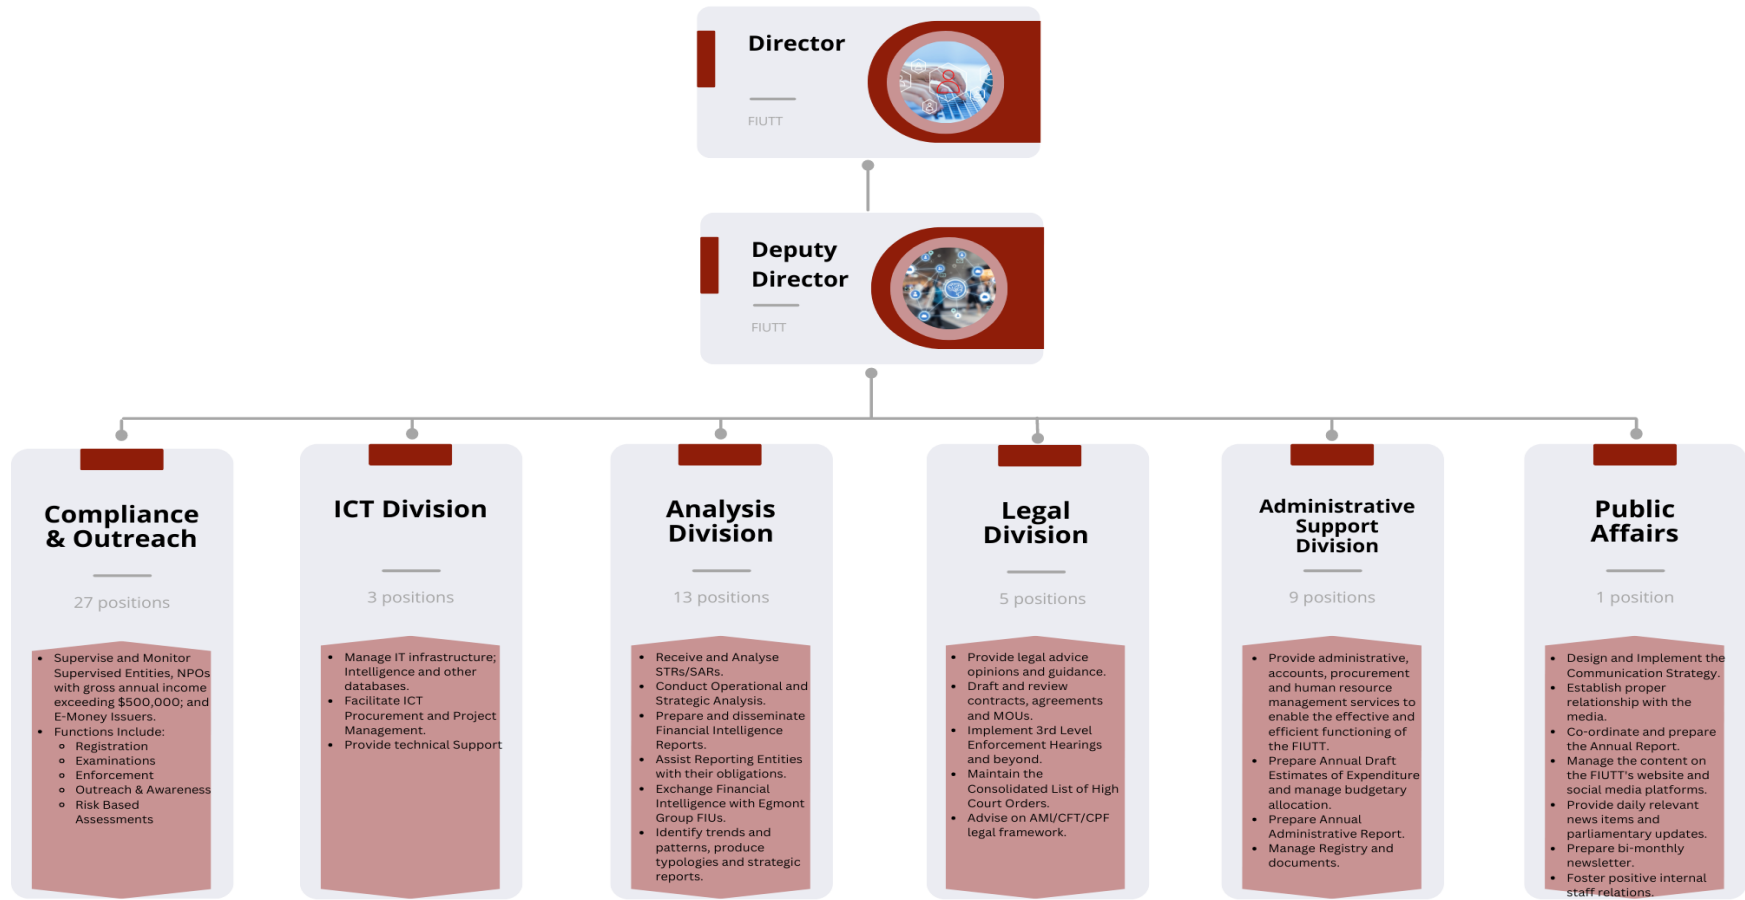 Director
FIUTT
Deputy
Director
FIUTT
Compliance
& Outreach
27 positions
• Supervise and Monitor
Supervised Entities, NPOs
with gross annual income
exceeding $500,000; and
E-Money Issuers.
• Functions Include:
Registration
Examinations
Enforcement
Outreach & Awareness
Risk Based
Assessments
ICT Division
3 positions
• Manage IT infrastructure;
Intelligence and other
databases.
• Facilitate ICT
Procurement and Project
Management.
• Provide technical Support
Analysis
Division
13 positions
• Receive and Analyse
STRs/SARs.
• Conduct Operational and
Strategic Analysis.
• Prepare and disseminate
Financial Intelligence
Reports.
• Assist Reporting Entities
with their obligations.
• Exchange Financial
Intelligence with Egmont
Group FIUs.
• Identify trends and
patterns, produce
typologies and strategic
reports.
Legal
Division
5 positions
• Provide legal advice
opinions and guidance.
• Draft and review
contracts, agreements
and MOUs.
• Implement 3rd Level
Enforcement Hearings
and beyond.
• Maintain the
Consolidated List of High
Court Orders.
• Advise on AMl/CFT/CPF
legal framework.
Administrative
Support
Division
9 positions
• Provide administrative,
accounts, procurement
and human resource
management services to
enable the effective and
efficient functioning of
the FIUTT.
• Prepare Annual Draft
Estimates of Expenditure
and manage budgetary
allocation.
• Prepare Annual
Administrative Report.
• Manage Registry and
documents.
Public
Affairs
1 position
• Design and Implement the
Communication Strategy.
• Establish proper
relationship with the
media.
• Co-ordinate and prepare
the Annual Report.
• Manage the content on
the FIUTT's website and
social media platforms.
• Provide daily relevant
news items and
parliamentary updates.
• Prepare bi-monthly
newsletter.
• Foster positive internal
staff relations.